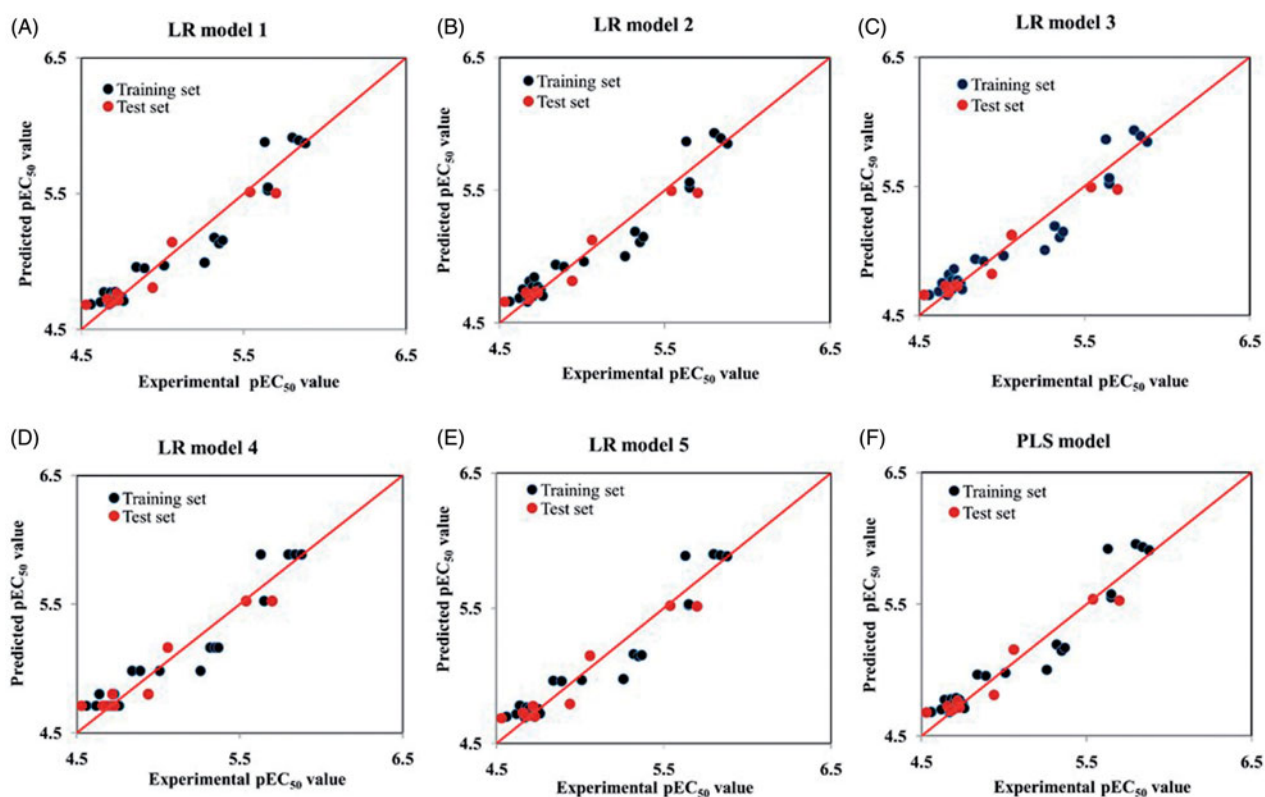 (A)
LR model 1
6.5
Training set
Test set
Predicted pEC50 value
5.5
4.5
4.5
5.5
6.5
Experimental pEC50 value
(B)
LR model 2
6.5
Training set
Test set
Predicted pEC50 value
5.5
4.5
4.5
5.5
6.5
Experimental pEC50 value
(C)
LR model 3
6.5
Training set
Test set
Predicted pEC50 value
5.5
4.5
4.5
5.5
6.5
Experimental pEC50 value
(D)
LR model 4
6.5
Training set
Test set
Predicted pEC50 value
5.5
4.5
4.5
5.5
6.5
Experimental pEC50 value
(E)
LR model 5
6.5
Training set
Test set
Predicted pEC50 value
5.5
4.5
4.5
5.5
6.5
Experimental pEC50 value
(F)
PLS model
6.5
Training set
Test set
Predicted pEC50 value
5.5
4.5
4.5
5.5
6.5
Experimental pEC50 value